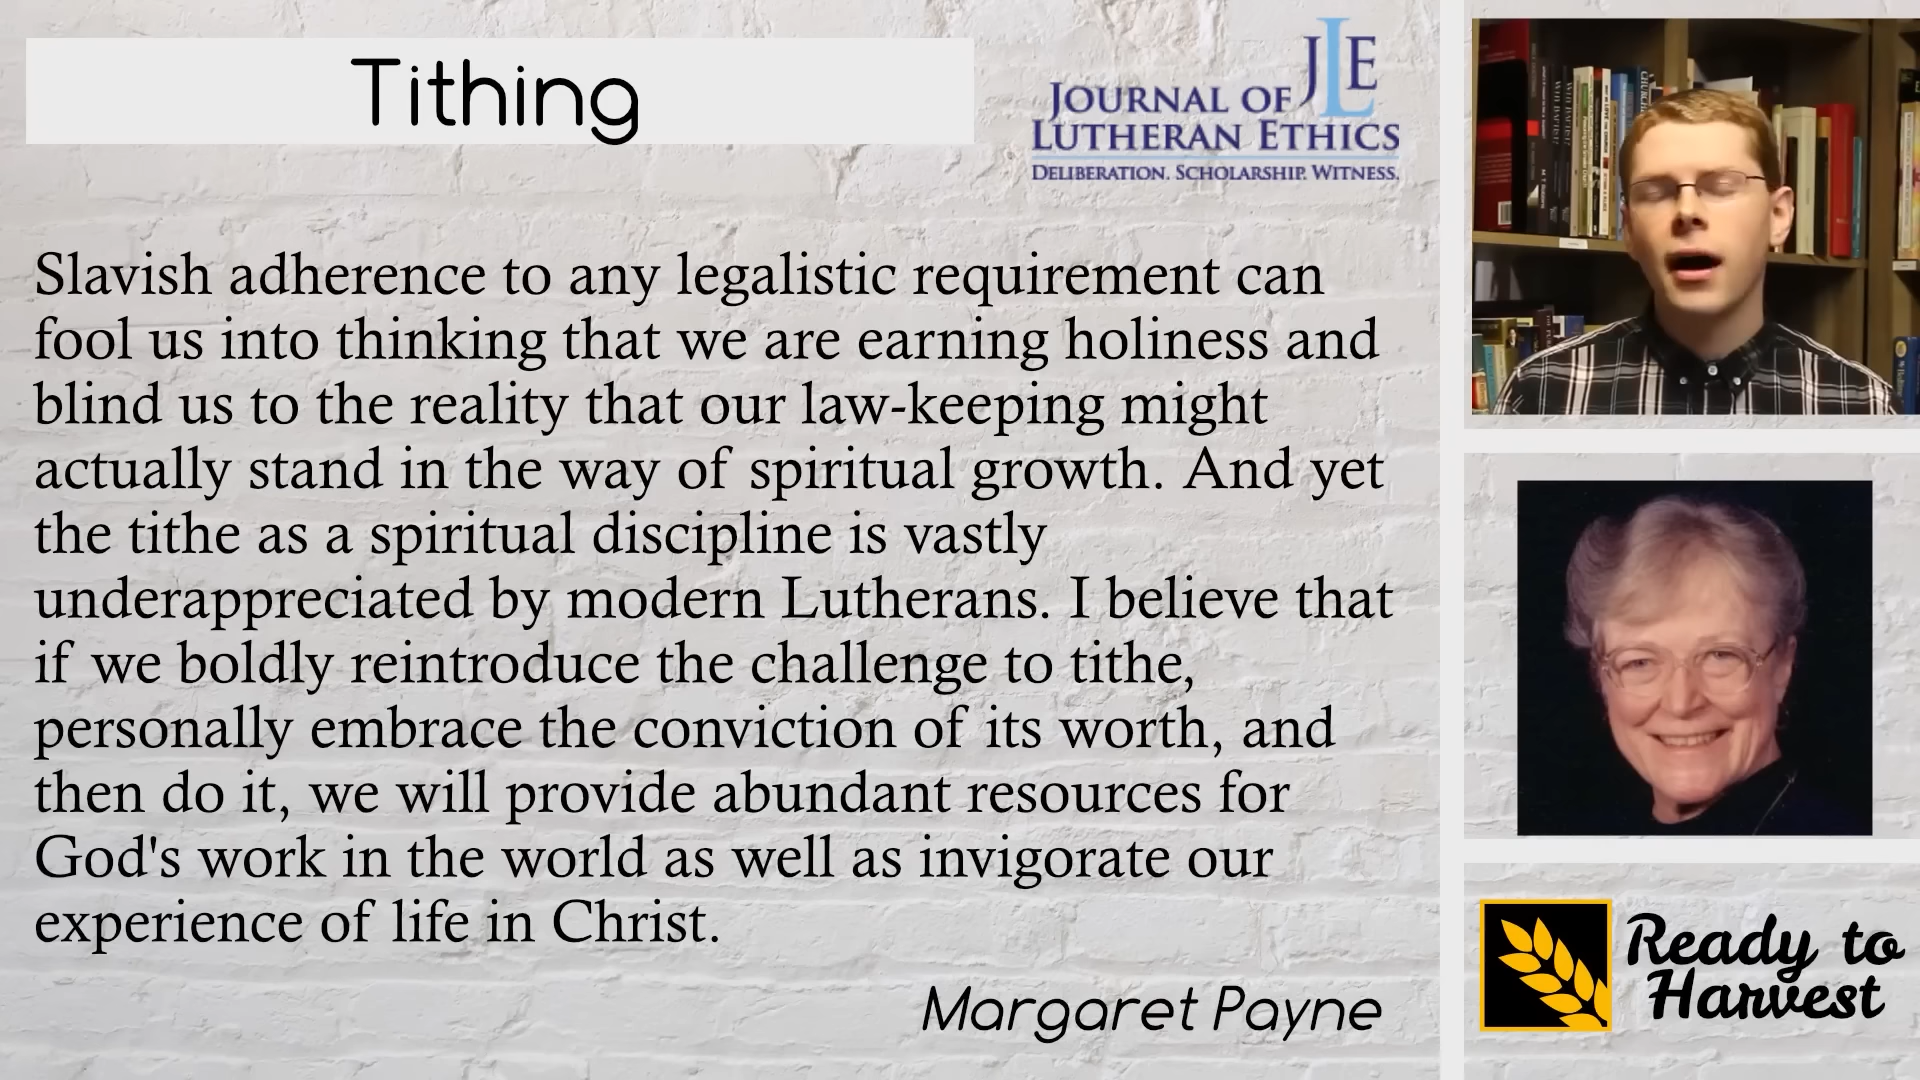 Tithing
JLE
JOURNAL OF
LUTHERAN ETHICS
DELIBERATION. SCHOLARSHIP. WITNESS.
Slavish adherence to any legalistic requirement can
fool us into thinking that we are earning holiness and
blind us to the reality that our law-keeping might
actually stand in the way of spiritual growth. And yet
the tithe as a spiritual discipline is vastly
underappreciated by modern Lutherans. I believe that
if we boldly reintroduce the challenge to tithe,
personally embrace the conviction of its worth, and
then do it, we will provide abundant resources for
God's work in the world as well as invigorate our
experience of life in Christ.
Margaret Payne
Ready to
Harvest